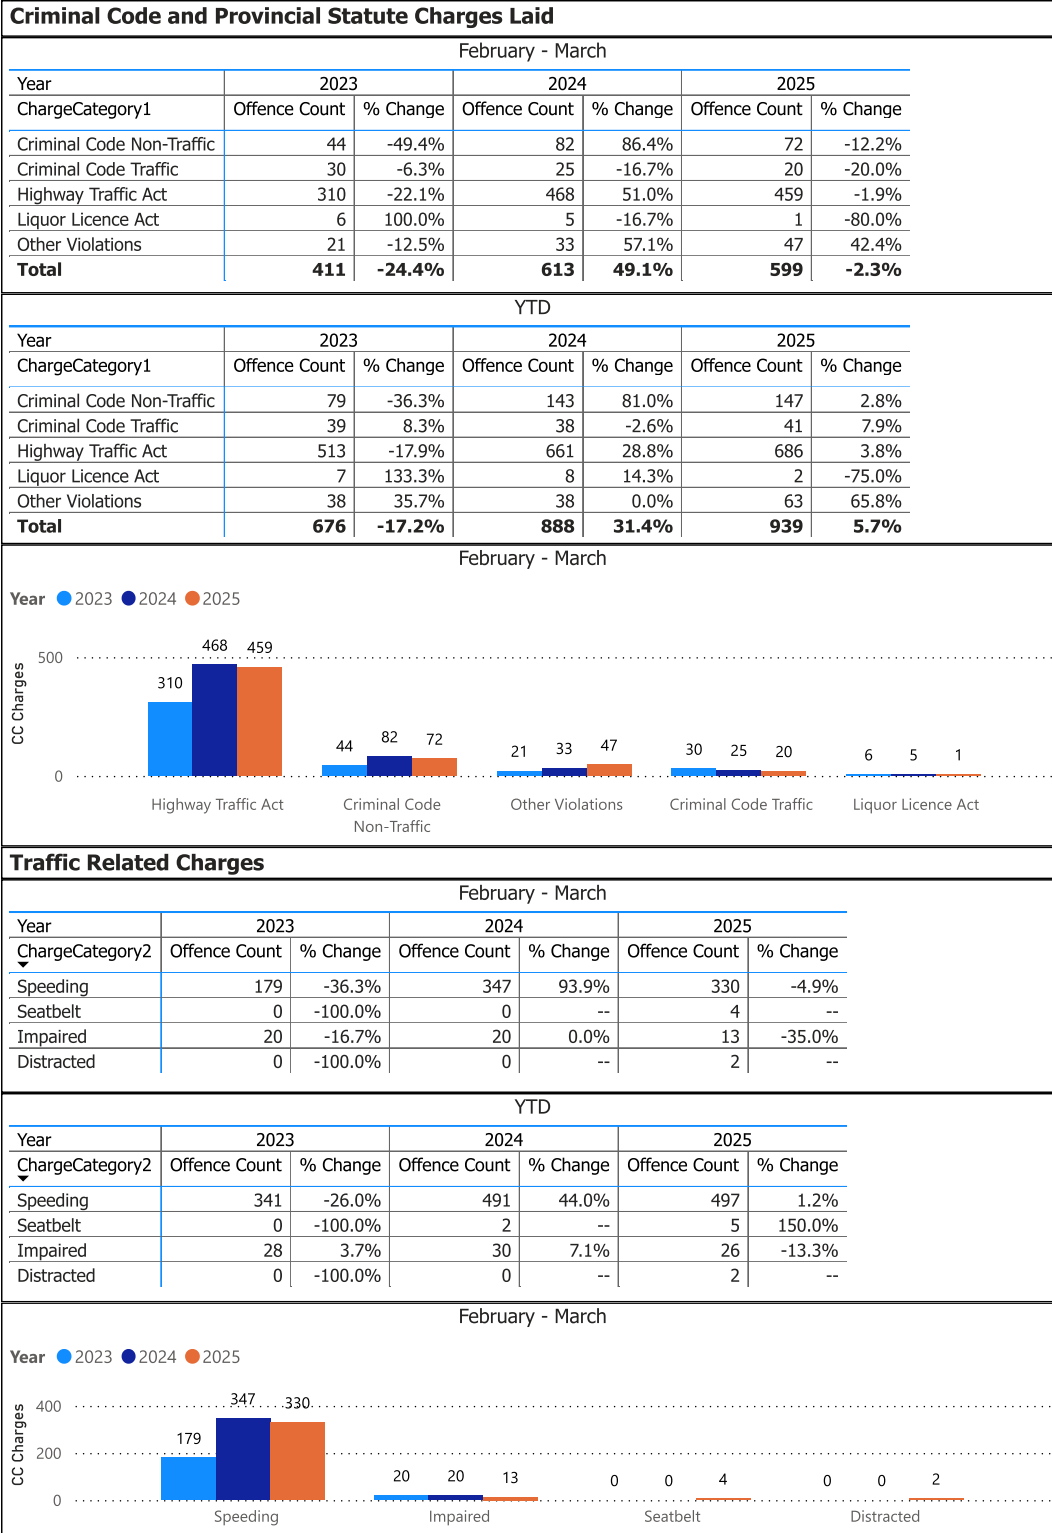 Criminal Code and Provincial Statute Charges Laid
February - March
Year 2023 2024 2025
ChargeCategory1 Offence Count % Change Offence Count % Change Offence Count % Change
Criminal Code Non-Traffic 44 -49.4% 82 86.4% 72 -12.2%
Criminal Code Traffic 30 -6.3% 25 -16.7% 20 -20.0%
Highway Traffic Act 310 -22.1% 468 51.0% 459 -1.9%
Liquor Licence Act 6 100.0% 5 -16.7% 1 -80.0%
Other Violations 21 -12.5% 33 57.1% 47 42.4%
Total 411 -24.4% 613 49.1% 599 -2.3%
YTD
Year 2023 2024 2025
ChargeCategory1 Offence Count % Change Offence Count % Change Offence Count % Change
Criminal Code Non-Traffic 79 -36.3% 143 81.0% 147 2.8%
Criminal Code Traffic 39 8.3% 38 -2.6% 41 7.9%
Highway Traffic Act 513 -17.9% 661 28.8% 686 3.8%
Liquor Licence Act 7 133.3% 8 14.3% 2 -75.0%
Other Violations 38 35.7% 38 0.0% 63 65.8%
Total 676 -17.2% 888 31.4% 939 5.7%
February - March
Year 2023 2024 2025
CC Charges
500
0
310 468 459
44 82 72
21 33 47
30 25 20
6 5 1
Highway Traffic Act
Criminal Code
Non-Traffic
Other Violations
Criminal Code Traffic
Liquor Licence Act
Traffic Related Charges
February - March
Year 2023 2024 2025
ChargeCategory2 Offence Count % Change Offence Count % Change Offence Count % Change
Speeding 179 -36.3% 347 93.9% 330 -4.9%
Seatbelt 0 -100.0% 0 -- 4 --
Impaired 20 -16.7% 20 0.0% 13 -35.0%
Distracted 0 -100.0% 0 -- 2 --
YTD
Year 2023 2024 2025
ChargeCategory2 Offence Count % Change Offence Count % Change Offence Count % Change
Speeding 341 -26.0% 491 44.0% 497 1.2%
Seatbelt 0 -100.0% 2 -- 5 150.0%
Impaired 28 3.7% 30 7.1% 26 -13.3%
Distracted 0 -100.0% 0 -- 2 --
February - March
Year 2023 2024 2025
CC Charges
400
200
0
179 347 330
20 20 13
0 0 4
0 0 2
Speeding
Impaired
Seatbelt
Distracted